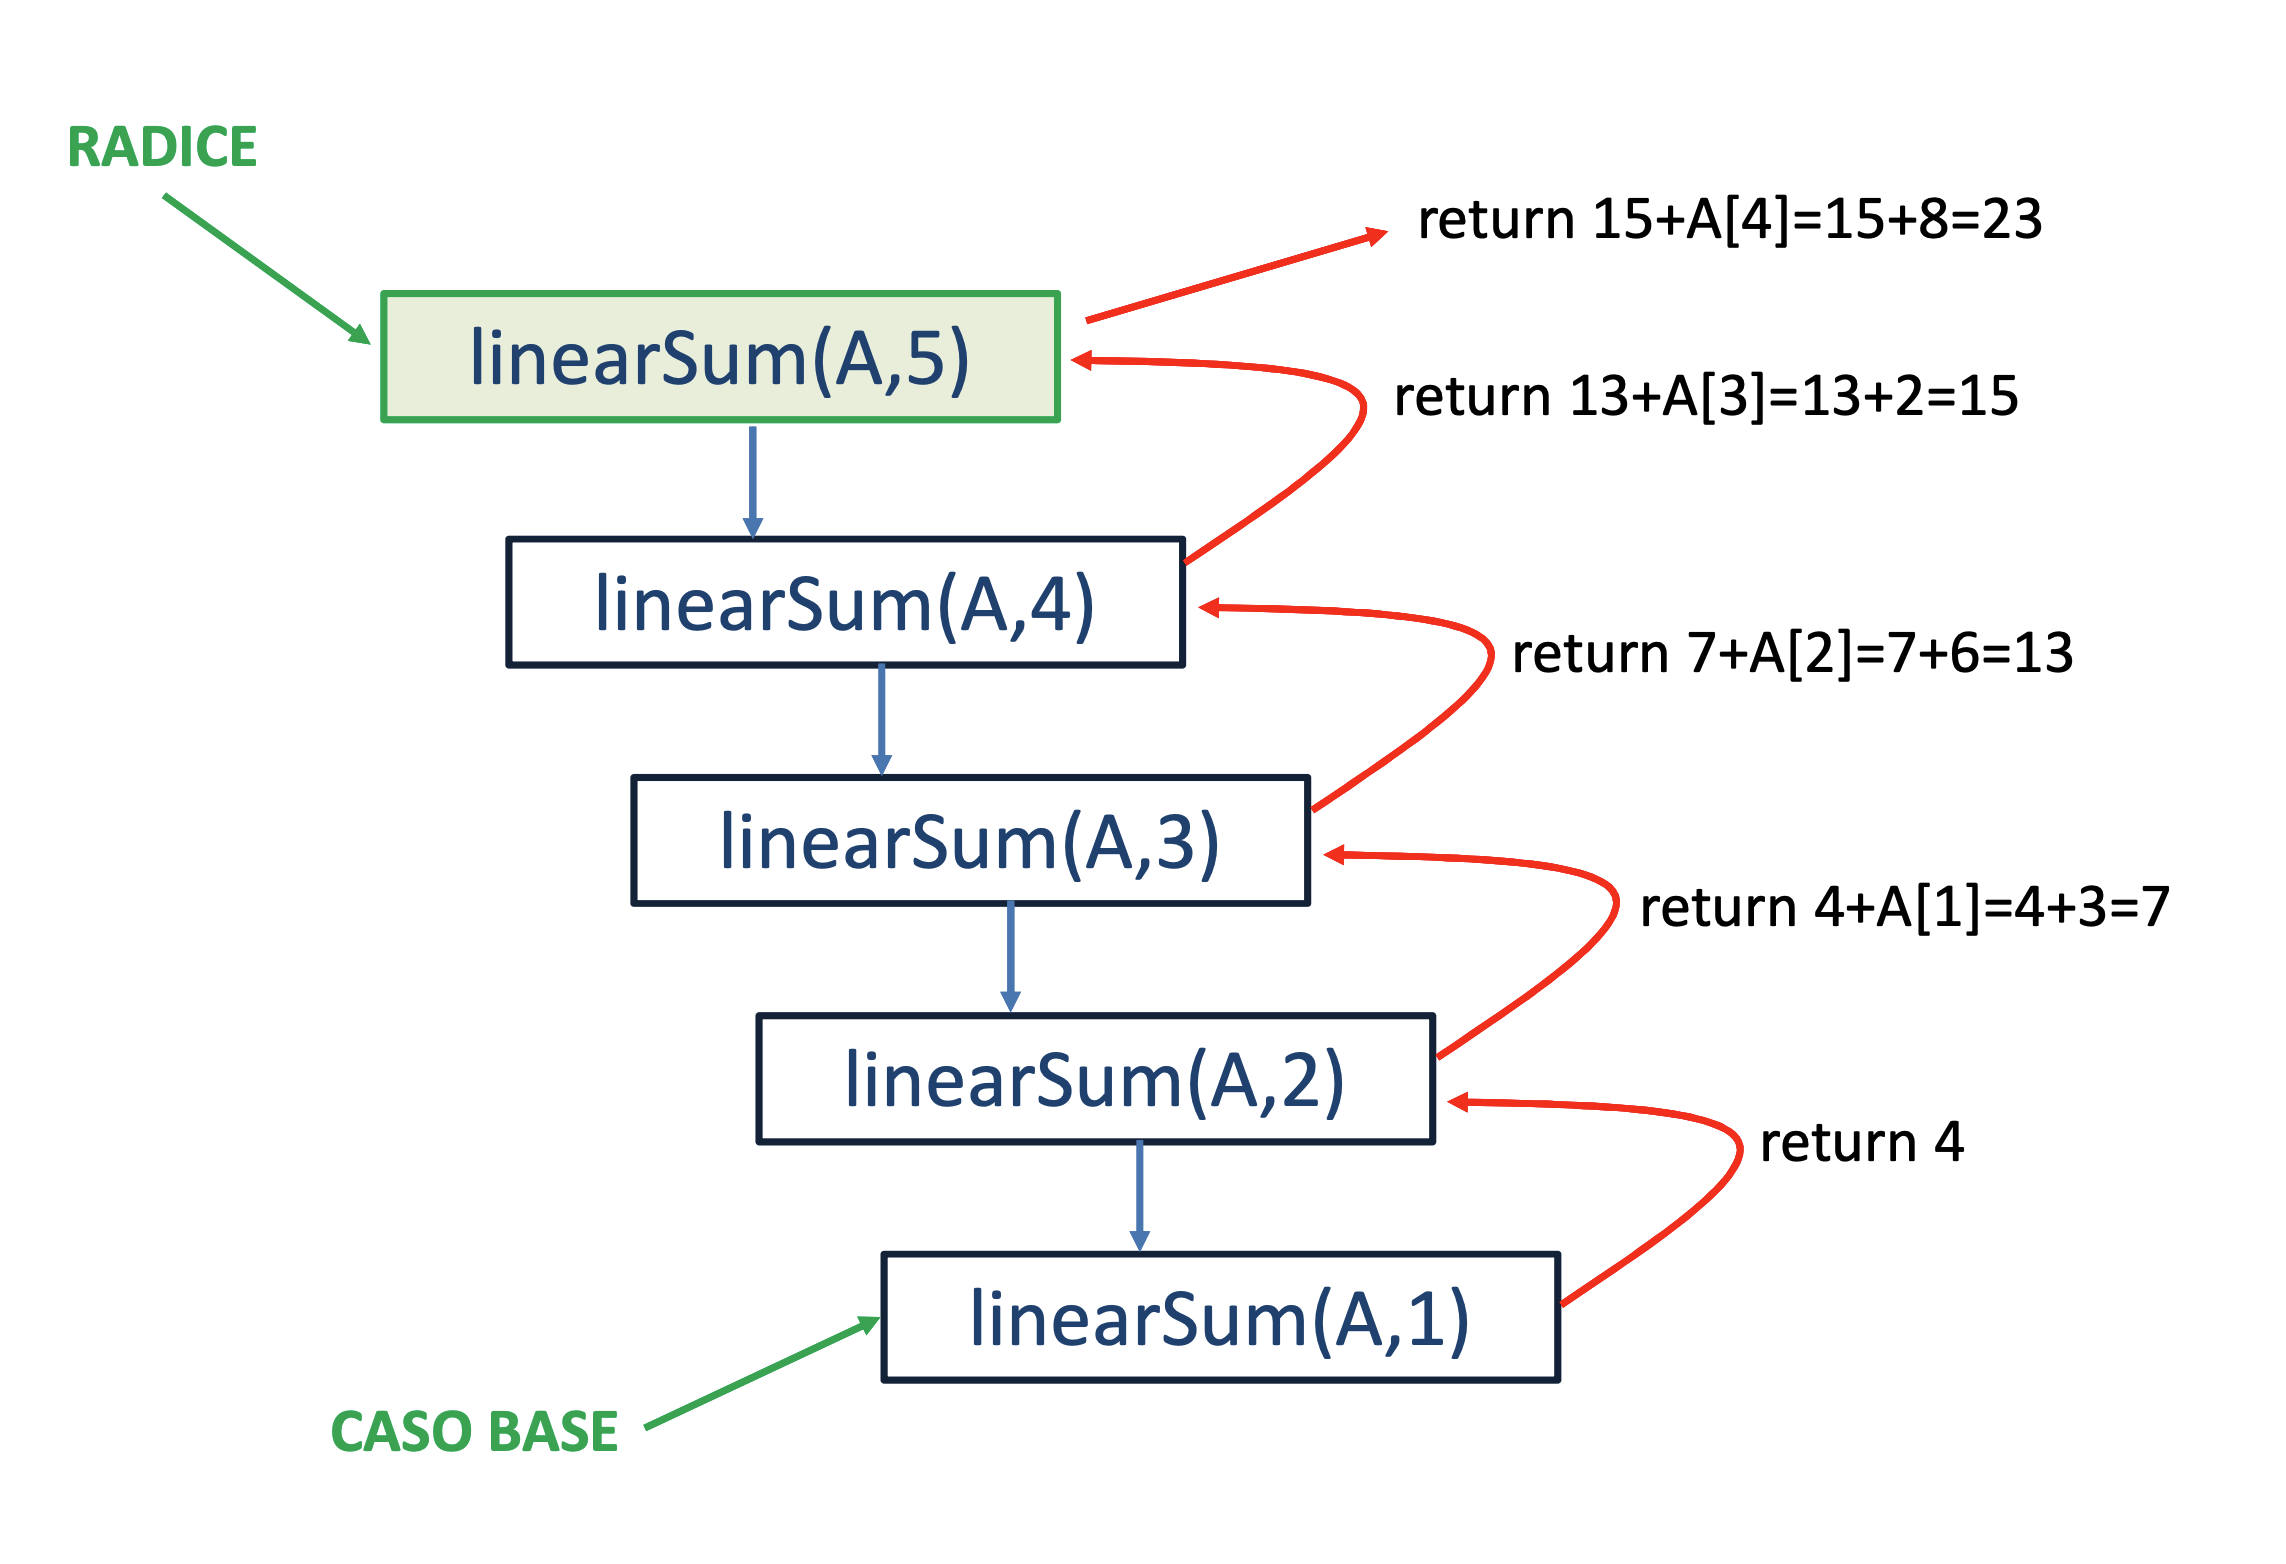 RADICE
return 15+A[4]=15+8=23
linearSum(A,5)
return 13+A[3]=13+2=15
linearSum(A,4)
return 7+A[2]=7+6=13
linearSum(A,3)
return 4+A[1]=4+3=7
linearSum(A,2)
return 4
linearSum(A,1)
CASO BASE